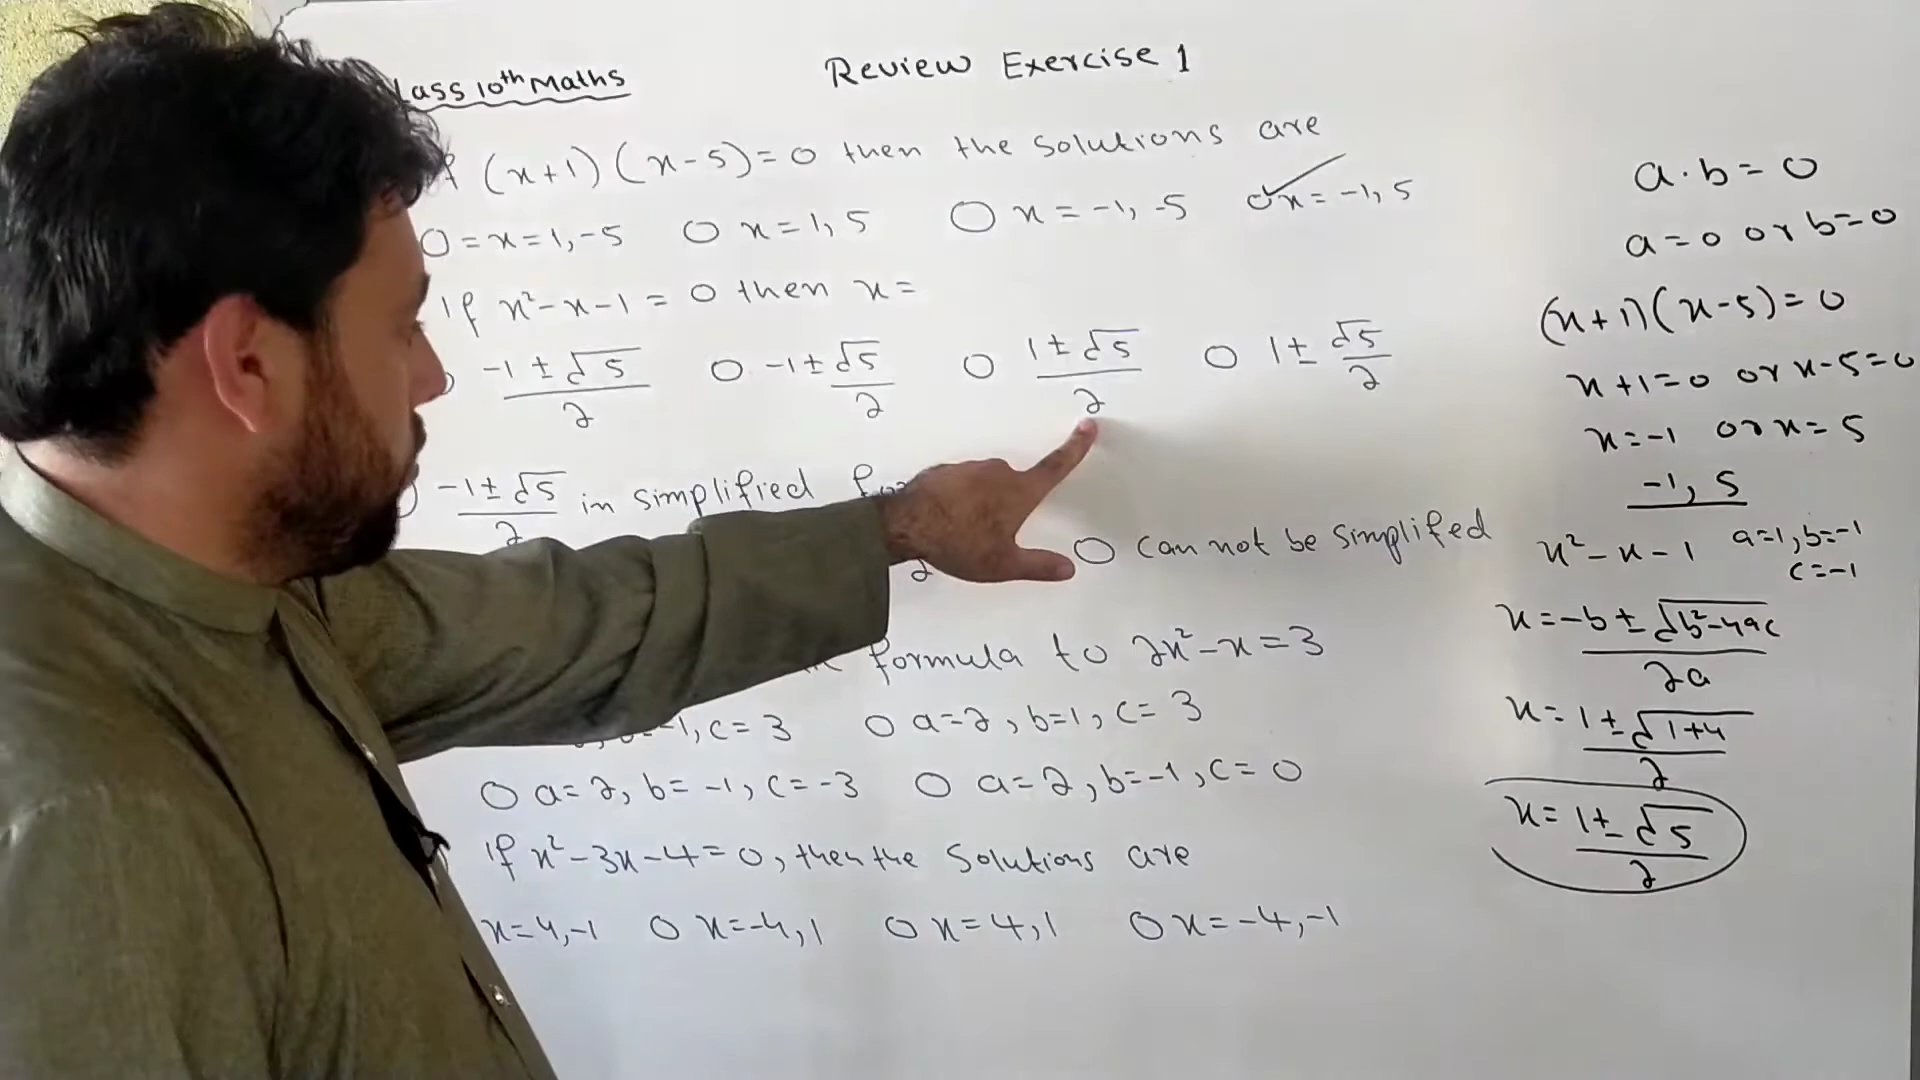 lass 10th Maths
Review Exercise 1
f (x+1)(x-5)=0 then the solutions are
O=x=1,-5 O x=1,5 O x=-1,-5 O✓x=-1,5
If x²-x-1=0 then x=
(-1±√5)/2 O -1±√5/2 O (1±√5)/2 O 1±√5/2
(-1±√5)/2 in simplified
2 O can not be simplifed
formula to 2x²-x=3
-1, c=3 O a=2, b=1, c=3
O a=2, b=-1, c=-3 O a=2, b=-1, c=0
If x²-3x-4=0, then the solutions are
x=4,-1 O x=-4,1 O x=4,1 O x=-4,-1
a·b=0
a=0 or b=0
(x+1)(x-5)=0
x+1=0 or x-5=0
x=-1 or x=5
-1, 5
x²-x-1 a=1, b=-1
c=-1
x=(-b±√b²-4ac)/2a
x=(1±√1+4)/2
x=(1±√5)/2